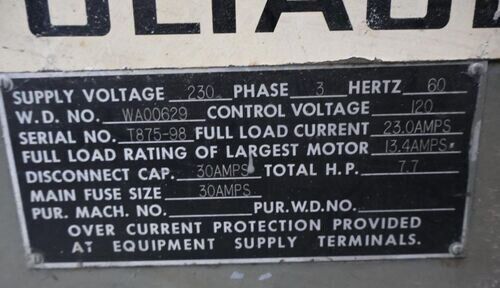 SUPPLY VOLTAGE 230 PHASE 3 HERTZ 60
W.D. NO. WA00629 CONTROL VOLTAGE 120
SERIAL NO. T875-98 FULL LOAD CURRENT 23.0AMPS
FULL LOAD RATING OF LARGEST MOTOR 13.4AMPS
DISCONNECT CAP. 30AMPS TOTAL H.P. 7.7
MAIN FUSE SIZE 30AMPS
PUR. MACH. NO. PUR.W.D.NO.
OVER CURRENT PROTECTION PROVIDED
AT EQUIPMENT SUPPLY TERMINALS.